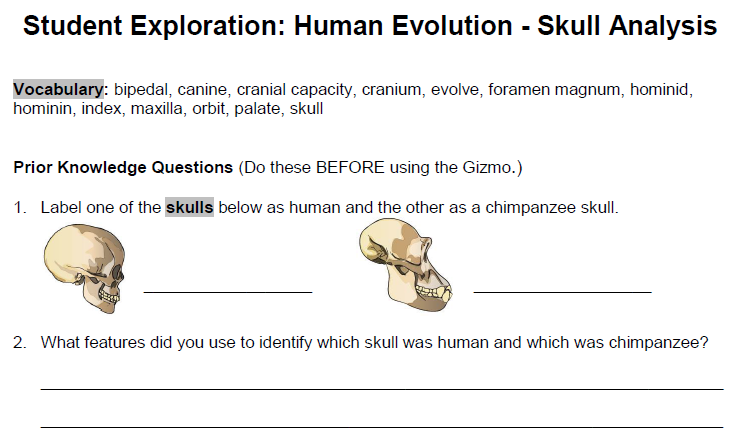 Student Exploration: Human Evolution - Skull Analysis
Vocabulary: bipedal, canine, cranial capacity, cranium, evolve, foramen magnum, hominid,
hominin, index, maxilla, orbit, palate, skull
Prior Knowledge Questions (Do these BEFORE using the Gizmo.)
1. Label one of the skulls below as human and the other as a chimpanzee skull.
2. What features did you use to identify which skull was human and which was chimpanzee?